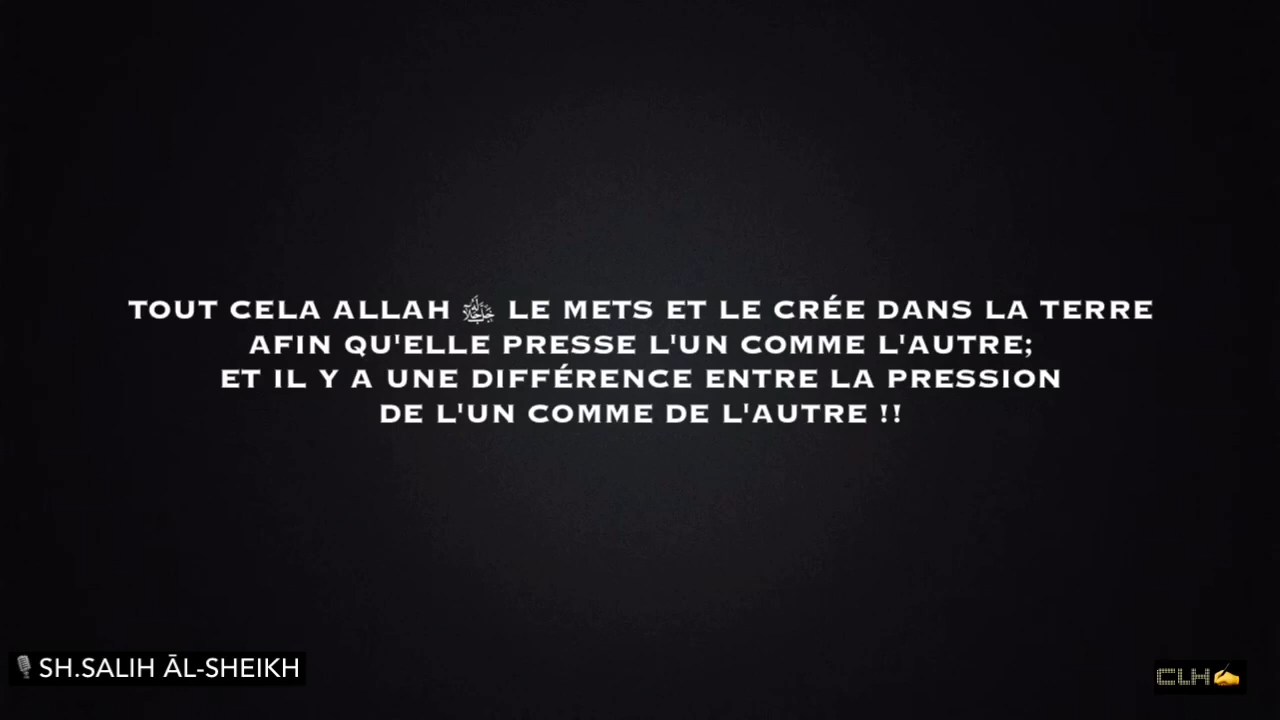 TOUT CELA ALLAH ﷻ LE METS ET LE CRÉE DANS LA TERRE
AFIN QU'ELLE PRESSE L'UN COMME L'AUTRE;
ET IL Y A UNE DIFFÉRENCE ENTRE LA PRESSION
DE L'UN COMME DE L'AUTRE !!
🎙SH.SALIH ĀL-SHEIKH
CLH✍